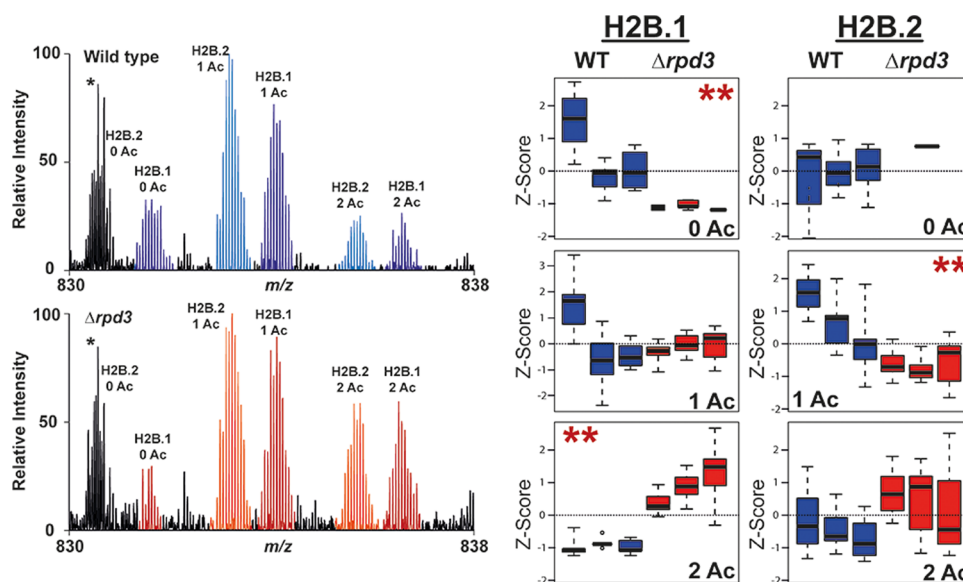 Wild type
*
Relative Intensity
100
50
0
H2B.2
0 Ac
H2B.1
0 Ac
H2B.2
1 Ac
H2B.1
1 Ac
H2B.2
2 Ac
H2B.1
2 Ac
830
m/z
838
Δrpd3
*
Relative Intensity
100
50
0
H2B.2
0 Ac
H2B.1
0 Ac
H2B.2
1 Ac
H2B.1
1 Ac
H2B.2
2 Ac
H2B.1
2 Ac
830
m/z
838
H2B.1
WT Δrpd3
Z-Score
2
1
0
-1
-2
**
0 Ac
Z-Score
3
2
1
0
-1
-2
1 Ac
Z-Score
2
1
0
-1
-2
**
2 Ac
H2B.2
WT Δrpd3
Z-Score
2
1
0
-1
-2
0 Ac
Z-Score
2
1
0
-1
-2
**
1 Ac
Z-Score
2
1
0
-1
-2
2 Ac